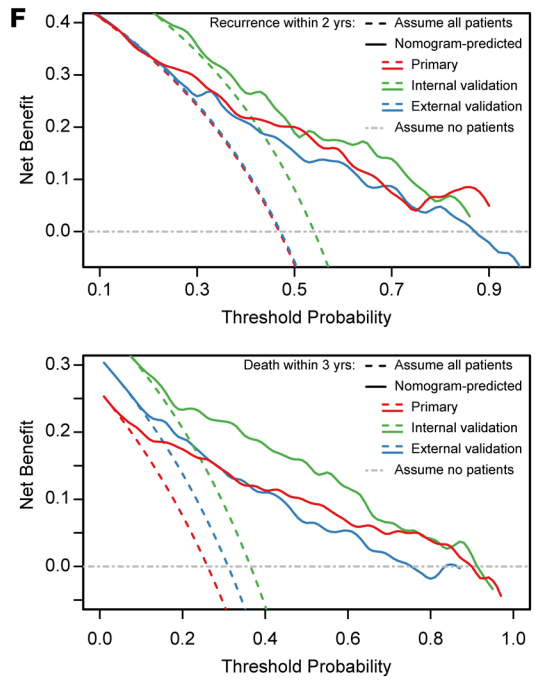 F
Recurrence within 2 yrs: Assume all patients
Nomogram-predicted
Primary
Internal validation
External validation
Assume no patients
Net Benefit
0.4
0.3
0.2
0.1
0.0
0.1 0.3 0.5 0.7 0.9
Threshold Probability
Death within 3 yrs: Assume all patients
Nomogram-predicted
Primary
Internal validation
External validation
Assume no patients
Net Benefit
0.3
0.2
0.1
0.0
0.0 0.2 0.4 0.6 0.8 1.0
Threshold Probability